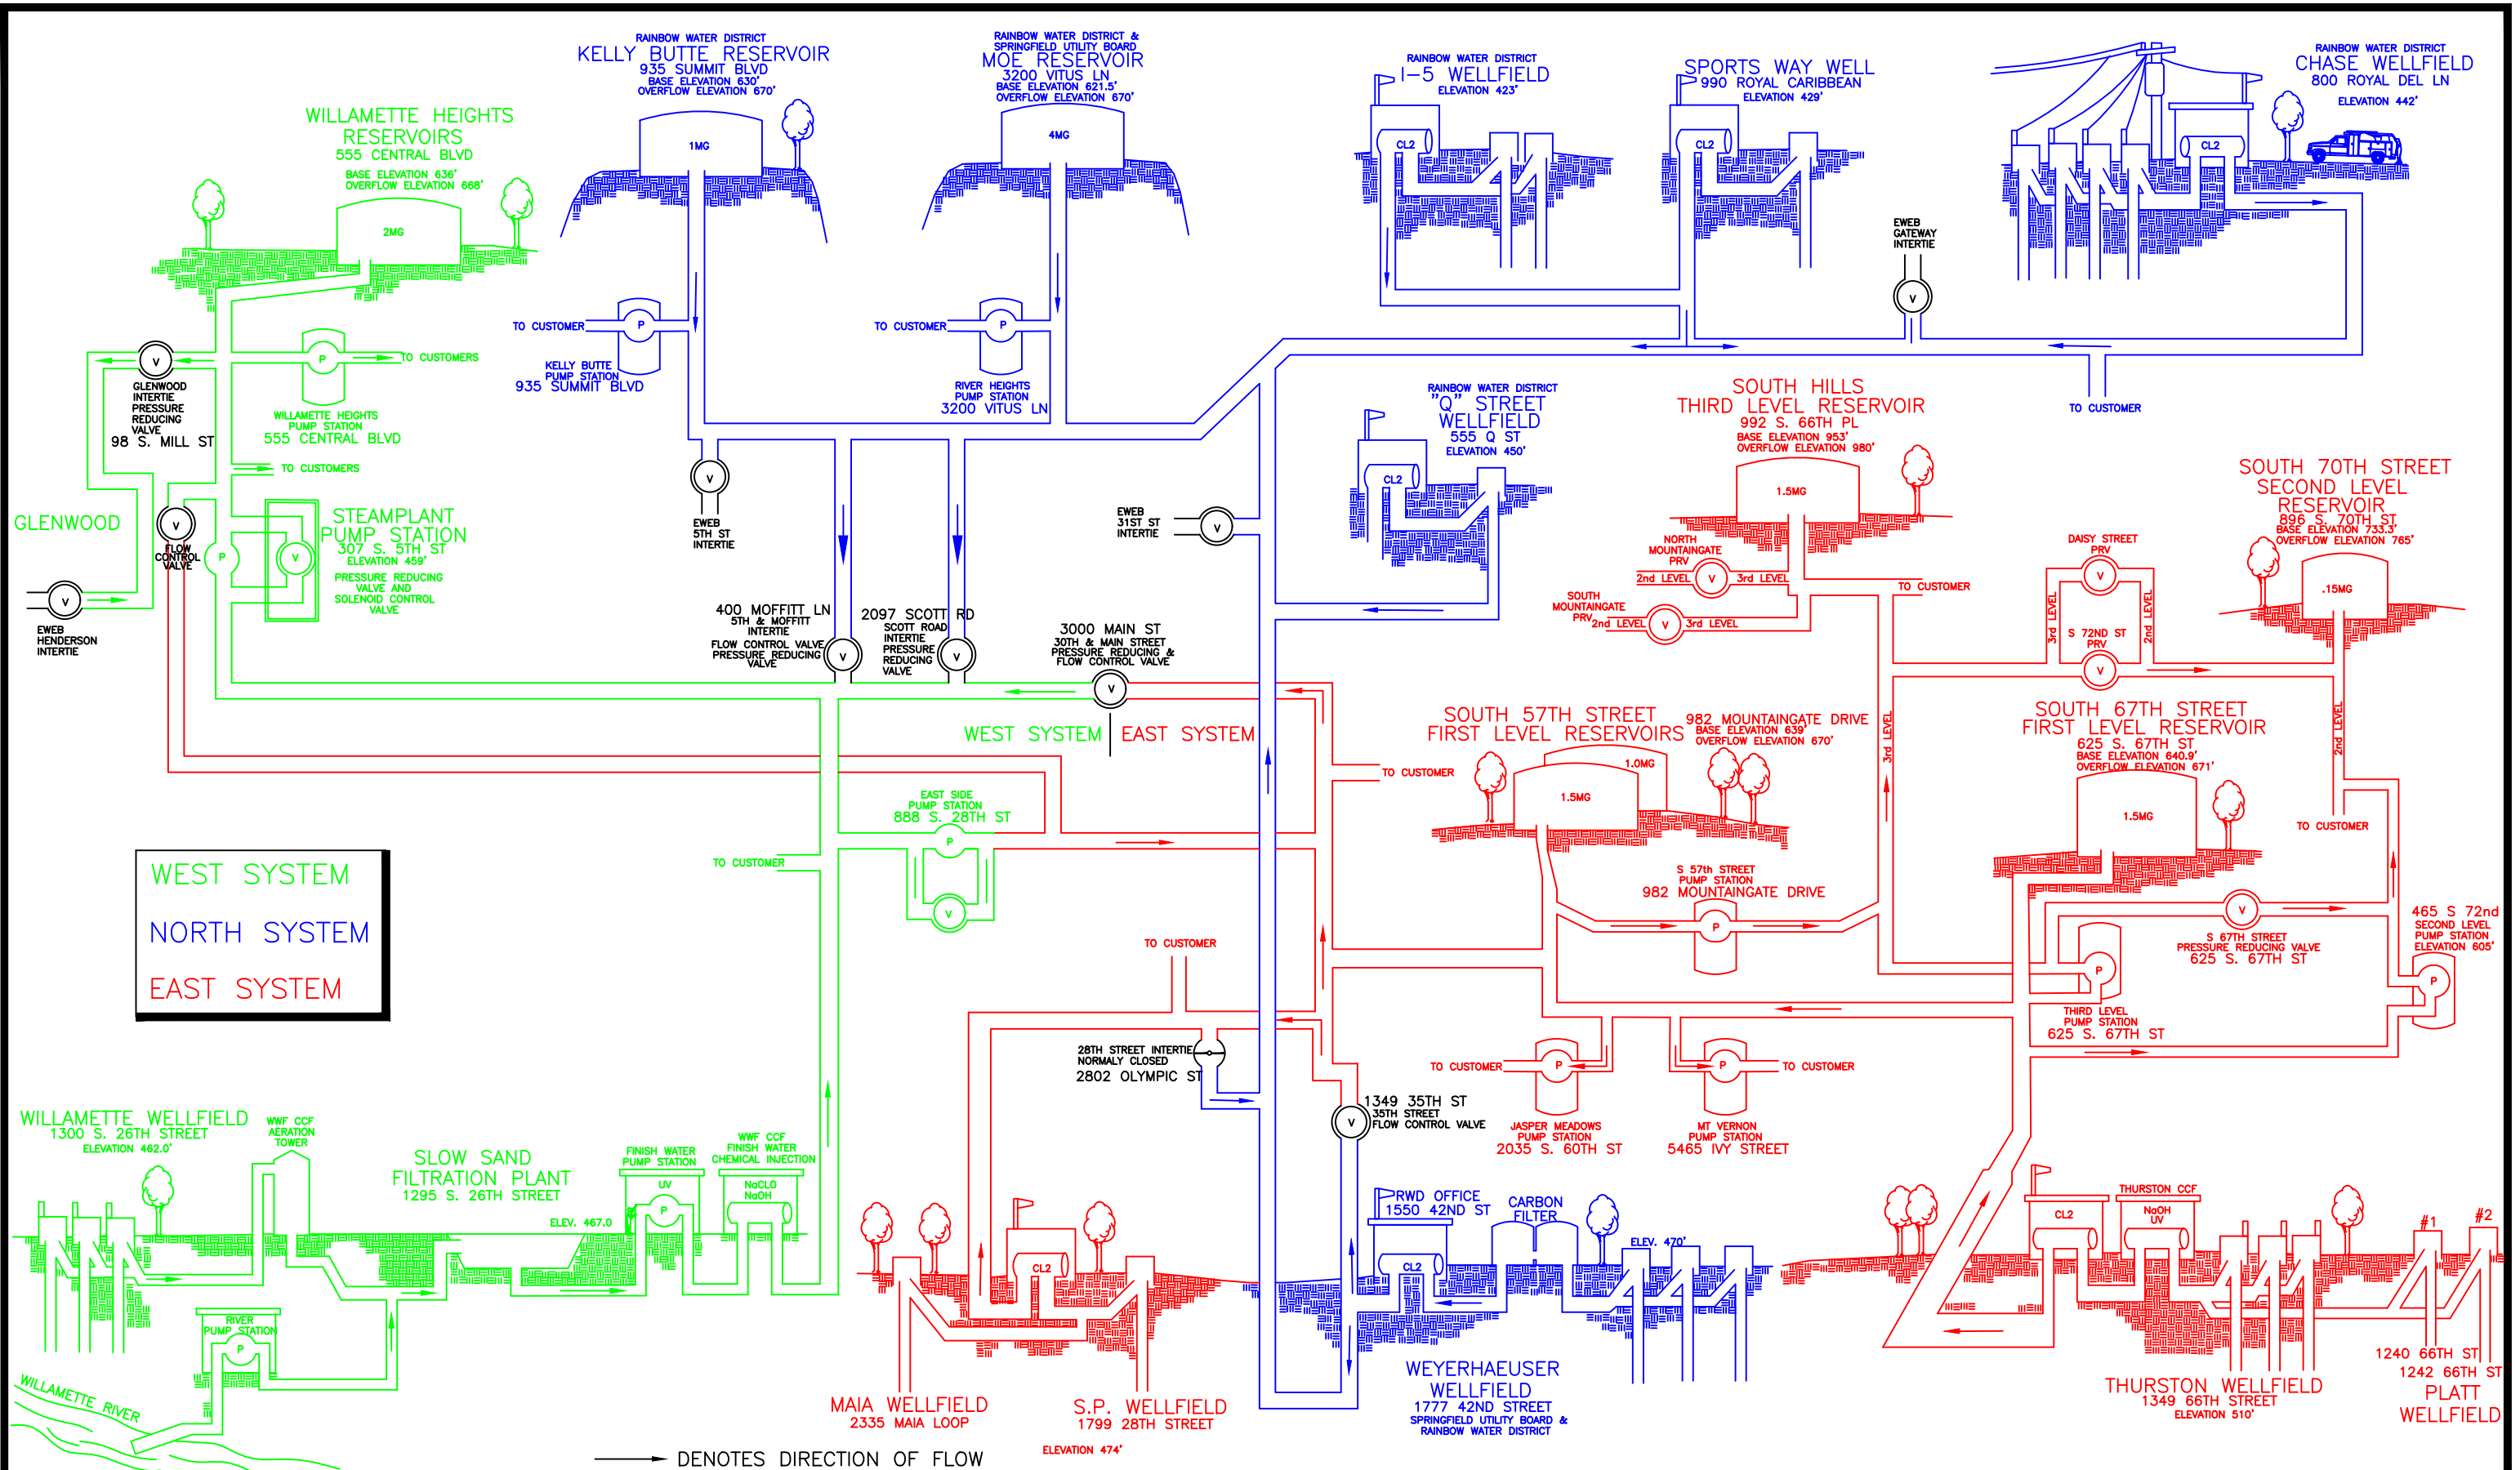 RAINBOW WATER DISTRICT
KELLY BUTTE RESERVOIR
935 SUMMIT BLVD
BASE ELEVATION 630'
OVERFLOW ELEVATION 670'
1MG
RAINBOW WATER DISTRICT &
SPRINGFIELD UTILITY BOARD
MOE RESERVOIR
3200 VITUS LN
BASE ELEVATION 621.5'
OVERFLOW ELEVATION 670'
4MG
RAINBOW WATER DISTRICT
I-5 WELLFIELD
ELEVATION 423'
CL2
SPORTS WAY WELL
990 ROYAL CARIBBEAN
ELEVATION 429'
CL2
RAINBOW WATER DISTRICT
CHASE WELLFIELD
800 ROYAL DEL LN
ELEVATION 442'
CL2
WILLAMETTE HEIGHTS
RESERVOIRS
555 CENTRAL BLVD
BASE ELEVATION 636'
OVERFLOW ELEVATION 668'
2MG
EWEB
GATEWAY
INTERTIE
V
TO CUSTOMER
P
KELLY BUTTE
PUMP STATION
935 SUMMIT BLVD
TO CUSTOMER
P
RIVER HEIGHTS
PUMP STATION
3200 VITUS LN
V
GLENWOOD
INTERTIE
PRESSURE
REDUCING
VALVE
98 S. MILL ST
P
TO CUSTOMERS
WILLAMETTE HEIGHTS
PUMP STATION
555 CENTRAL BLVD
TO CUSTOMERS
TO CUSTOMER
RAINBOW WATER DISTRICT
"Q" STREET
WELLFIELD
555 Q ST
ELEVATION 450'
CL2
SOUTH HILLS
THIRD LEVEL RESERVOIR
992 S. 66TH PL
BASE ELEVATION 953'
OVERFLOW ELEVATION 980'
1.5MG
SOUTH 70TH STREET
SECOND LEVEL
RESERVOIR
896 S. 70TH ST
BASE ELEVATION 733.3'
OVERFLOW ELEVATION 765'
.15MG
GLENWOOD
V
FLOW
CONTROL
VALVE
P
V
STEAMPLANT
PUMP STATION
307 S. 5TH ST
ELEVATION 459'
PRESSURE REDUCING
VALVE AND
SOLENOID CONTROL
VALVE
V
EWEB
5TH ST
INTERTIE
EWEB
31ST ST
INTERTIE
V
V
EWEB
HENDERSON
INTERTIE
NORTH
MOUNTAINGATE
PRV
2nd LEVEL
V
3rd LEVEL
SOUTH
MOUNTAINGATE
PRV
2nd LEVEL
V
3rd LEVEL
TO CUSTOMER
DAISY STREET
PRV
V
3rd LEVEL
2nd LEVEL
S 72ND ST
PRV
V
400 MOFFITT LN
5TH & MOFFITT
INTERTIE
FLOW CONTROL VALVE
PRESSURE REDUCING
VALVE
V
2097 SCOTT RD
SCOTT ROAD
INTERTIE
PRESSURE
REDUCING
VALVE
V
3000 MAIN ST
30TH & MAIN STREET
PRESSURE REDUCING &
FLOW CONTROL VALVE
V
WEST SYSTEM
EAST SYSTEM
TO CUSTOMER
SOUTH 57TH STREET
FIRST LEVEL RESERVOIRS
982 MOUNTAINGATE DRIVE
BASE ELEVATION 639'
OVERFLOW ELEVATION 670'
1.0MG
1.5MG
3rd LEVEL
SOUTH 67TH STREET
FIRST LEVEL RESERVOIR
625 S. 67TH ST
BASE ELEVATION 640.9'
OVERFLOW ELEVATION 671'
1.5MG
2nd LEVEL
TO CUSTOMER
EAST SIDE
PUMP STATION
888 S. 28TH ST
P
V
TO CUSTOMER
WEST SYSTEM
NORTH SYSTEM
EAST SYSTEM
S 57th STREET
PUMP STATION
982 MOUNTAINGATE DRIVE
P
V
S 67TH STREET
PRESSURE REDUCING VALVE
625 S. 67TH ST
465 S 72nd
SECOND LEVEL
PUMP STATION
ELEVATION 605'
P
P
THIRD LEVEL
PUMP STATION
625 S. 67TH ST
TO CUSTOMER
28TH STREET INTERTIE
NORMALY CLOSED
2802 OLYMPIC ST
TO CUSTOMER
P
JASPER MEADOWS
PUMP STATION
2035 S. 60TH ST
P
TO CUSTOMER
MT VERNON
PUMP STATION
5465 IVY STREET
1349 35TH ST
35TH STREET
FLOW CONTROL VALVE
V
WILLAMETTE WELLFIELD
1300 S. 26TH STREET
ELEVATION 462.0'
WWF CCF
AERATION
TOWER
SLOW SAND
FILTRATION PLANT
1295 S. 26TH STREET
ELEV. 467.0
FINISH WATER
PUMP STATION
UV
P
WWF CCF
FINISH WATER
CHEMICAL INJECTION
NaCLO
NaOH
RIVER
PUMP STATION
P
WILLAMETTE RIVER
CL2
MAIA WELLFIELD
2335 MAIA LOOP
S.P. WELLFIELD
1799 28TH STREET
ELEVATION 474'
RWD OFFICE
1550 42ND ST
CL2
CARBON
FILTER
ELEV. 470'
WEYERHAEUSER
WELLFIELD
1777 42ND STREET
SPRINGFIELD UTILITY BOARD &
RAINBOW WATER DISTRICT
CL2
THURSTON CCF
NaOH
UV
THURSTON WELLFIELD
1349 66TH STREET
ELEVATION 510'
#1
#2
1240 66TH ST
1242 66TH ST
PLATT
WELLFIELD
DENOTES DIRECTION OF FLOW